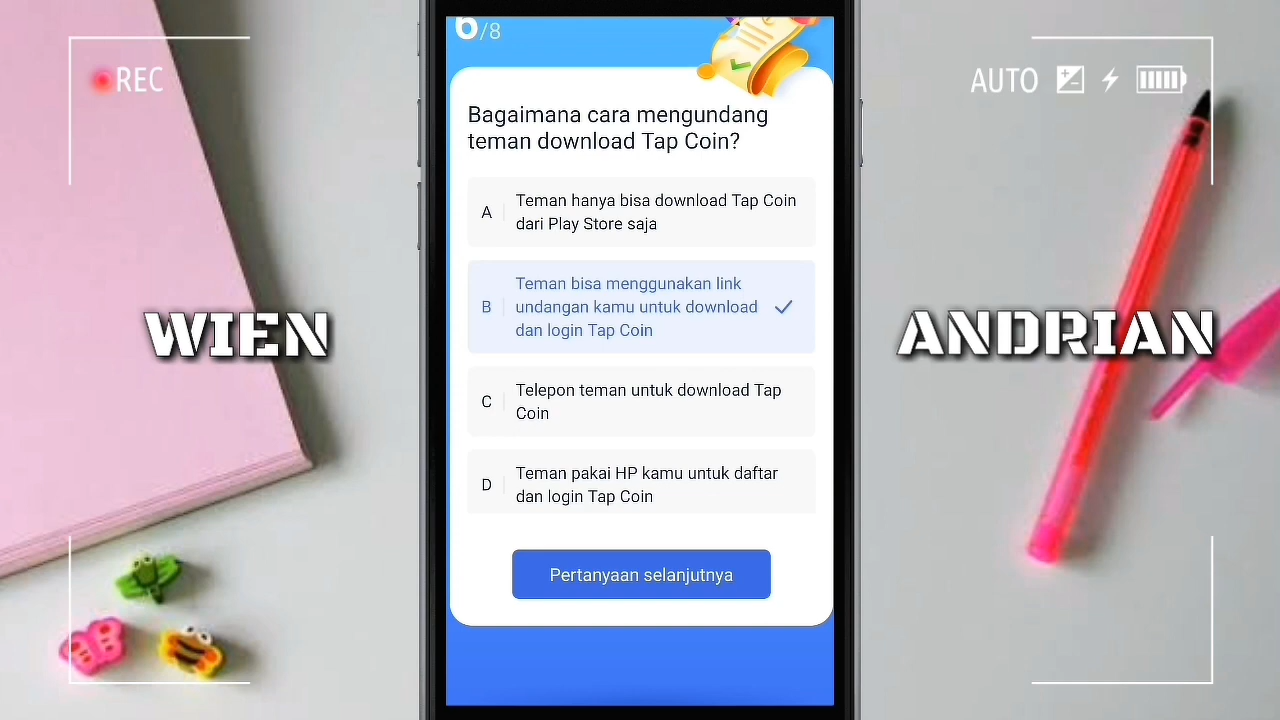 6/8
REC
AUTO
Bagaimana cara mengundang
teman download Tap Coin?
A
Teman hanya bisa download Tap Coin
dari Play Store saja
WIEN
B
Teman bisa menggunakan link
undangan kamu untuk download
dan login Tap Coin
ANDRIAN
C
Telepon teman untuk download Tap
Coin
D
Teman pakai HP kamu untuk daftar
dan login Tap Coin
Pertanyaan selanjutnya